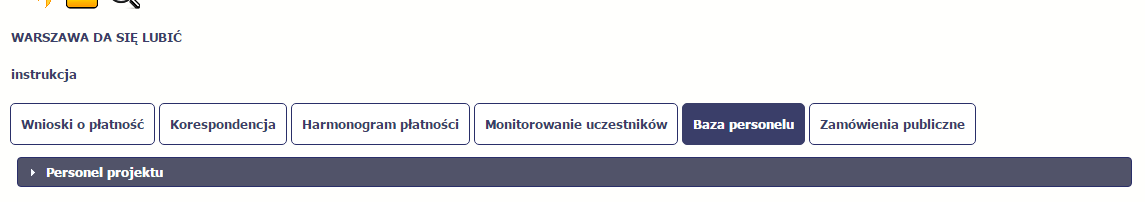 WARSZAWA DA SIĘ LUBIĆ
instrukcja
Wnioski o płatność Korespondencja Harmonogram płatności Monitorowanie uczestników Baza personelu Zamówienia publiczne
Personel projektu